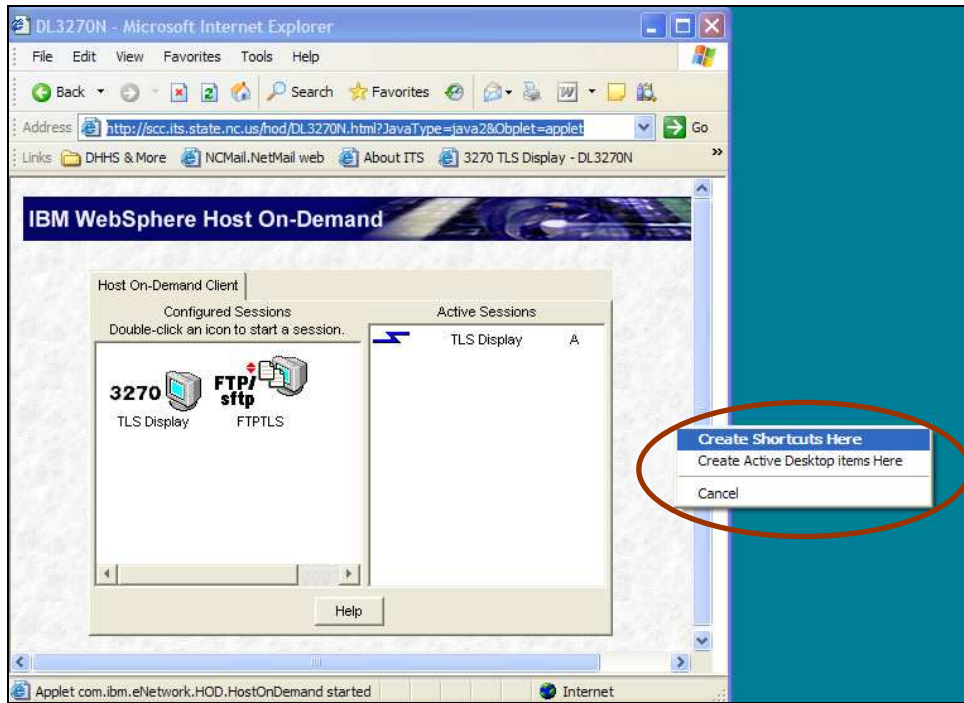 DL3270N - Microsoft Internet Explorer
File Edit View Favorites Tools Help
Back Search Favorites
Address http://scc.its.state.nc.us/hod/DL3270N.html?JavaType=java2&Obplet=applet Go
Links DHHS & More NCMail.NetMail web About ITS 3270 TLS Display - DL3270N »
IBM WebSphere Host On-Demand
Host On-Demand Client
Configured Sessions
Double-click an icon to start a session.
3270
TLS Display
FTP/
sftp
FTPTLS
Active Sessions
TLS Display A
Create Shortcuts Here
Create Active Desktop items Here
Cancel
Help
Applet com.ibm.eNetwork.HOD.HostOnDemand started Internet